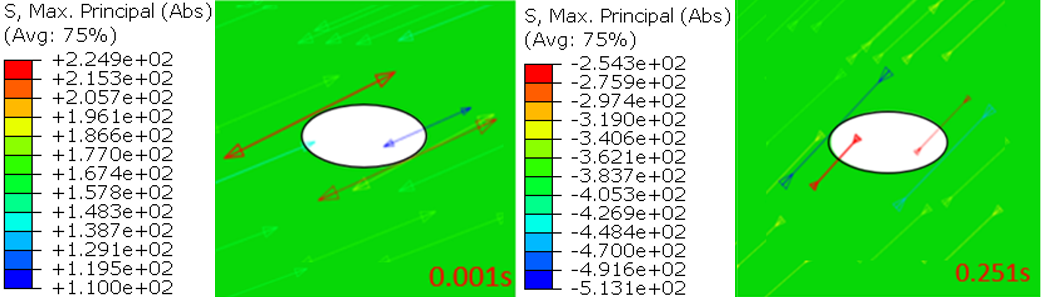 S, Max. Principal (Abs)
(Avg: 75%)
+2.249e+02
+2.153e+02
+2.057e+02
+1.961e+02
+1.866e+02
+1.770e+02
+1.674e+02
+1.578e+02
+1.483e+02
+1.387e+02
+1.291e+02
+1.195e+02
+1.100e+02
0.001s
S, Max. Principal (Abs)
(Avg: 75%)
-2.543e+02
-2.759e+02
-2.974e+02
-3.190e+02
-3.406e+02
-3.621e+02
-3.837e+02
-4.053e+02
-4.269e+02
-4.484e+02
-4.700e+02
-4.916e+02
-5.131e+02
0.251s